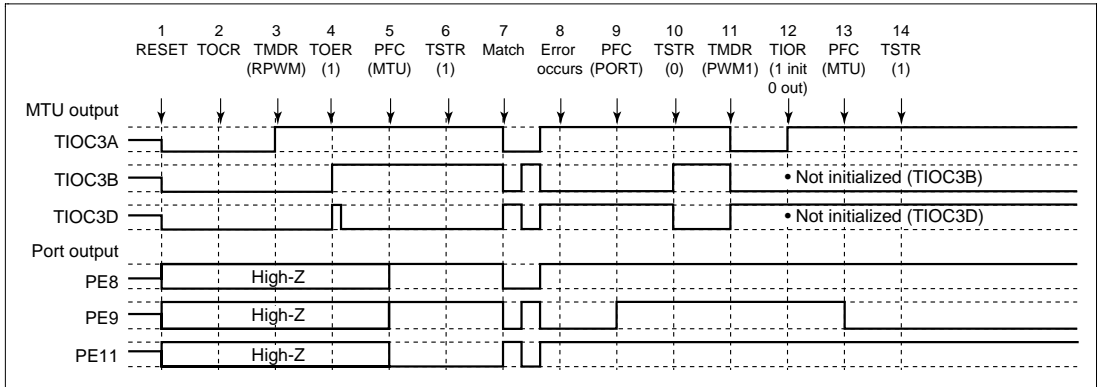 1 2 3 4 5 6 7 8 9 10 11 12 13 14
RESET TOCR TMDR TOER PFC TSTR Match Error PFC TSTR TMDR TIOR PFC TSTR
(RPWM) (1) (MTU) (1) occurs (PORT) (0) (PWM1) (1 init (MTU) (1)
0 out)
MTU output
TIOC3A
TIOC3B • Not initialized (TIOC3B)
TIOC3D • Not initialized (TIOC3D)
Port output
PE8 High-Z
PE9 High-Z
PE11 High-Z